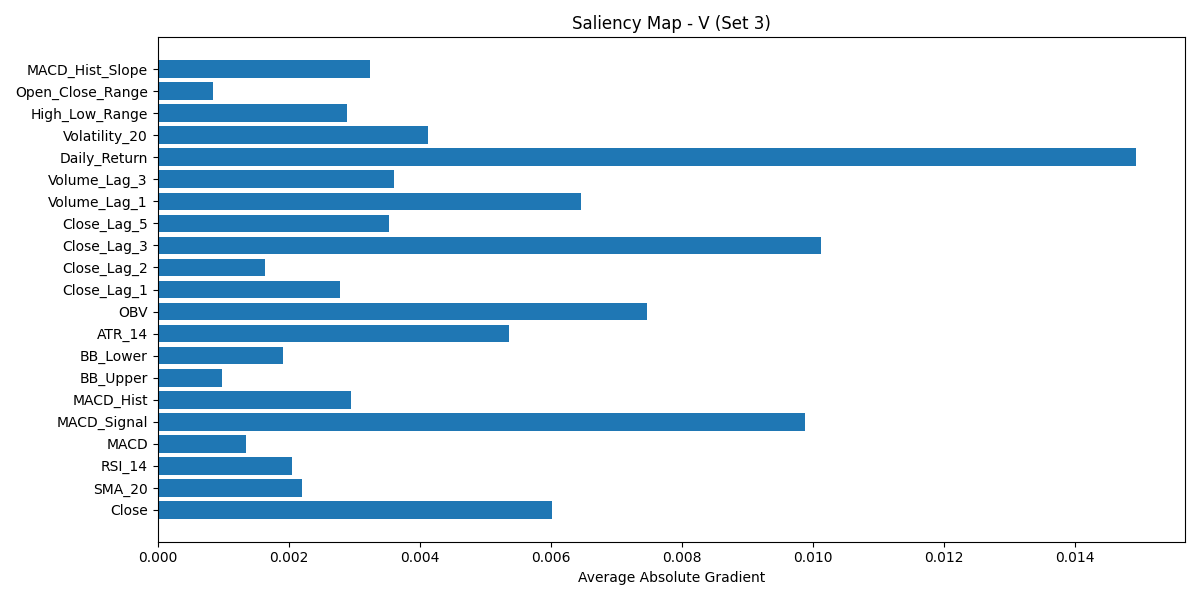 Saliency Map - V (Set 3)
MACD_Hist_Slope
Open_Close_Range
High_Low_Range
Volatility_20
Daily_Return
Volume_Lag_3
Volume_Lag_1
Close_Lag_5
Close_Lag_3
Close_Lag_2
Close_Lag_1
OBV
ATR_14
BB_Lower
BB_Upper
MACD_Hist
MACD_Signal
MACD
RSI_14
SMA_20
Close
0.000 0.002 0.004 0.006 0.008 0.010 0.012 0.014
Average Absolute Gradient